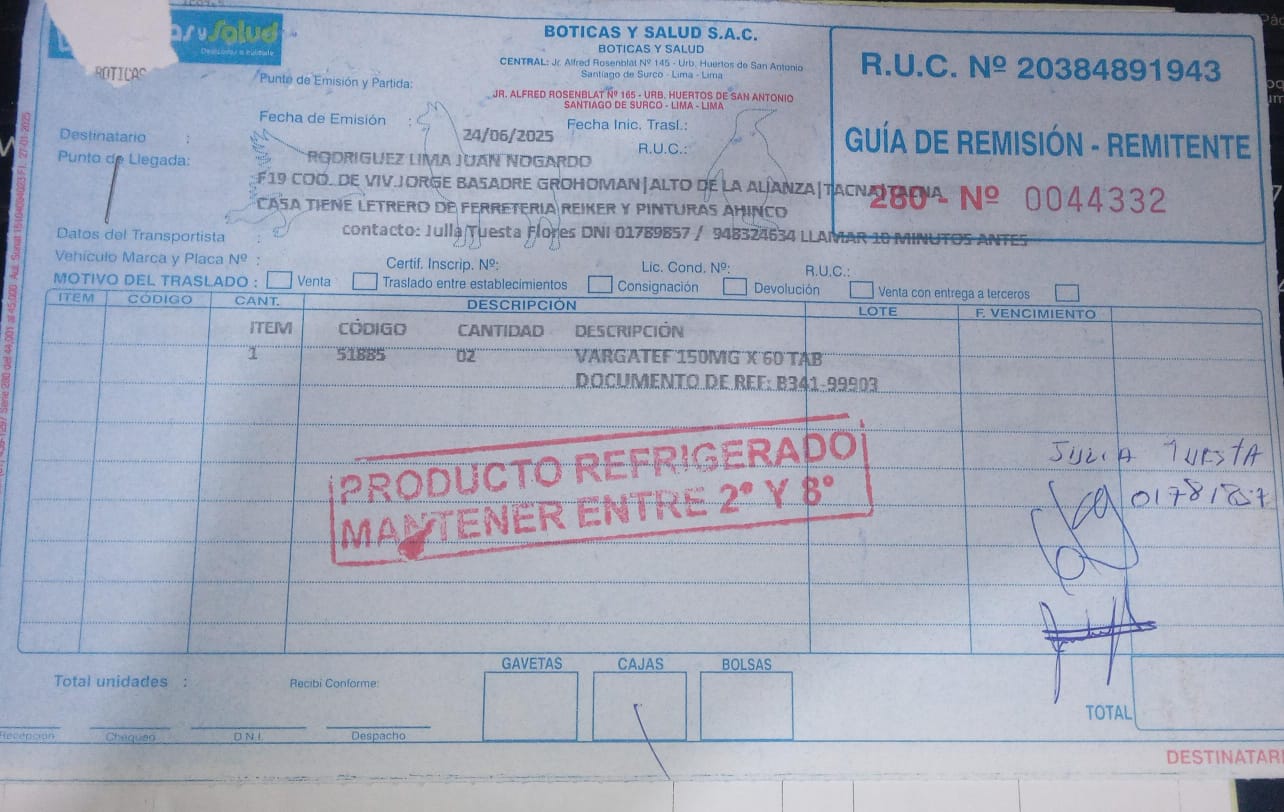 as y Salud
BOTICAS
BOTICAS Y SALUD S.A.C.
BOTICAS Y SALUD
CENTRAL: Jr. Alfred Rosenblat Nº 145 - Urb. Huertos de San Antonio
Santiago de Surco - Lima - Lima
Punto de Emisión y Partida:
JR. ALFRED ROSENBLAT Nº 165 - URB. HUERTOS DE SAN ANTONIO
SANTIAGO DE SURCO - LIMA - LIMA
R.U.C. Nº 20384891943
GUÍA DE REMISIÓN - REMITENTE
280 - Nº 0044332
Fecha de Emisión : 24/06/2025 Fecha Inic. Trasl.:
Destinatario : RODRIGUEZ LIMA JUAN NOGARDO R.U.C.:
Punto de Llegada: F19 COO. DE VIV.JORGE BASADRE GROHOMAN|ALTO DE LA ALIANZA|TACNA|TACNA
CASA TIENE LETRERO DE FERRETERIA REIKER Y PINTURAS AHINCO
Datos del Transportista : contacto: Julla Tuesta Flores DNI 01789857 / 948324634 LLAMAR 10 MINUTOS ANTES
Vehículo Marca y Placa Nº : Certif. Inscrip. Nº: Lic. Cond. Nº: R.U.C.:
MOTIVO DEL TRASLADO : Venta Traslado entre establecimientos Consignación Devolución Venta con entrega a terceros
ITEM CÓDIGO CANT. DESCRIPCIÓN LOTE F. VENCIMIENTO
ITEM CÓDIGO CANTIDAD DESCRIPCIÓN
1 51885 02 VARGATEF 150MG X 60 TAB
DOCUMENTO DE REF: B341-99903
PRODUCTO REFRIGERADO
MANTENER ENTRE 2° Y 8°
JULIA TUESTA
01781857
GAVETAS CAJAS BOLSAS
Total unidades : Recibí Conforme:
Recepción Chequeo D.N.I. Despacho
TOTAL
DESTINATARI